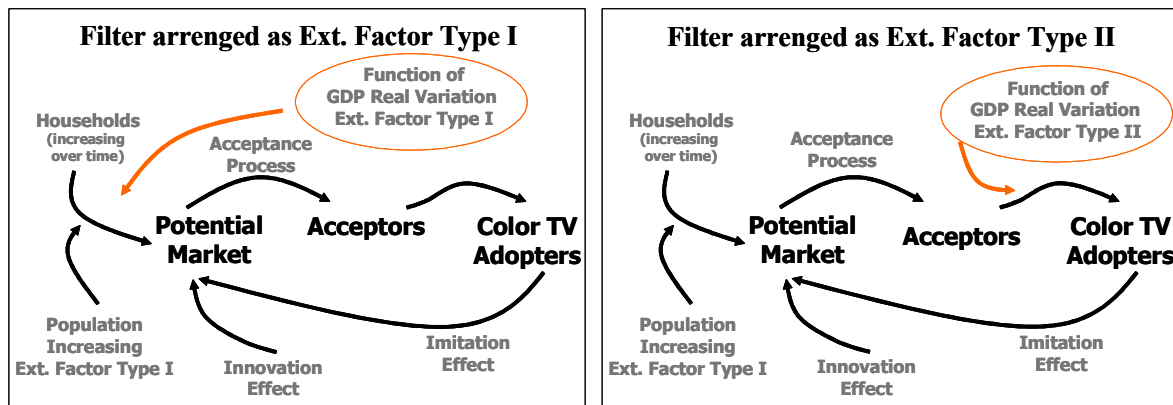 Filter arrenged as Ext. Factor Type I
Function of
GDP Real Variation
Ext. Factor Type I
Households
(increasing
over time)
Acceptance
Process
Potential
Market
Acceptors
Color TV
Adopters
Population
Increasing
Ext. Factor Type I
Innovation
Effect
Imitation
Effect
Filter arrenged as Ext. Factor Type II
Function of
GDP Real Variation
Ext. Factor Type II
Households
(increasing
over time)
Acceptance
Process
Potential
Market
Acceptors
Color TV
Adopters
Population
Increasing
Ext. Factor Type I
Innovation
Effect
Imitation
Effect